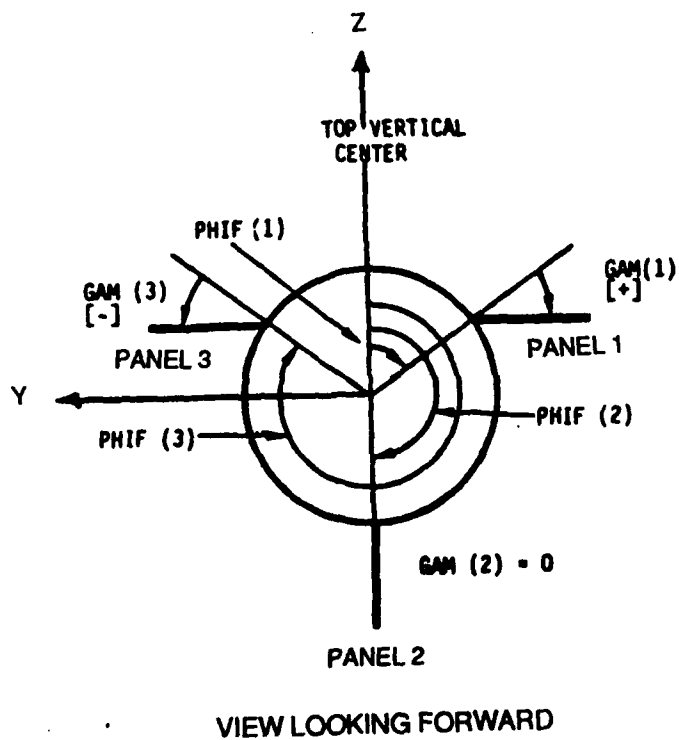 Z
TOP VERTICAL
CENTER
PHIF (1)
GAM (3)
[-]
GAM(1)
[+]
PANEL 3
PANEL 1
Y
PHIF (3)
PHIF (2)
GAM (2) = 0
PANEL 2
VIEW LOOKING FORWARD